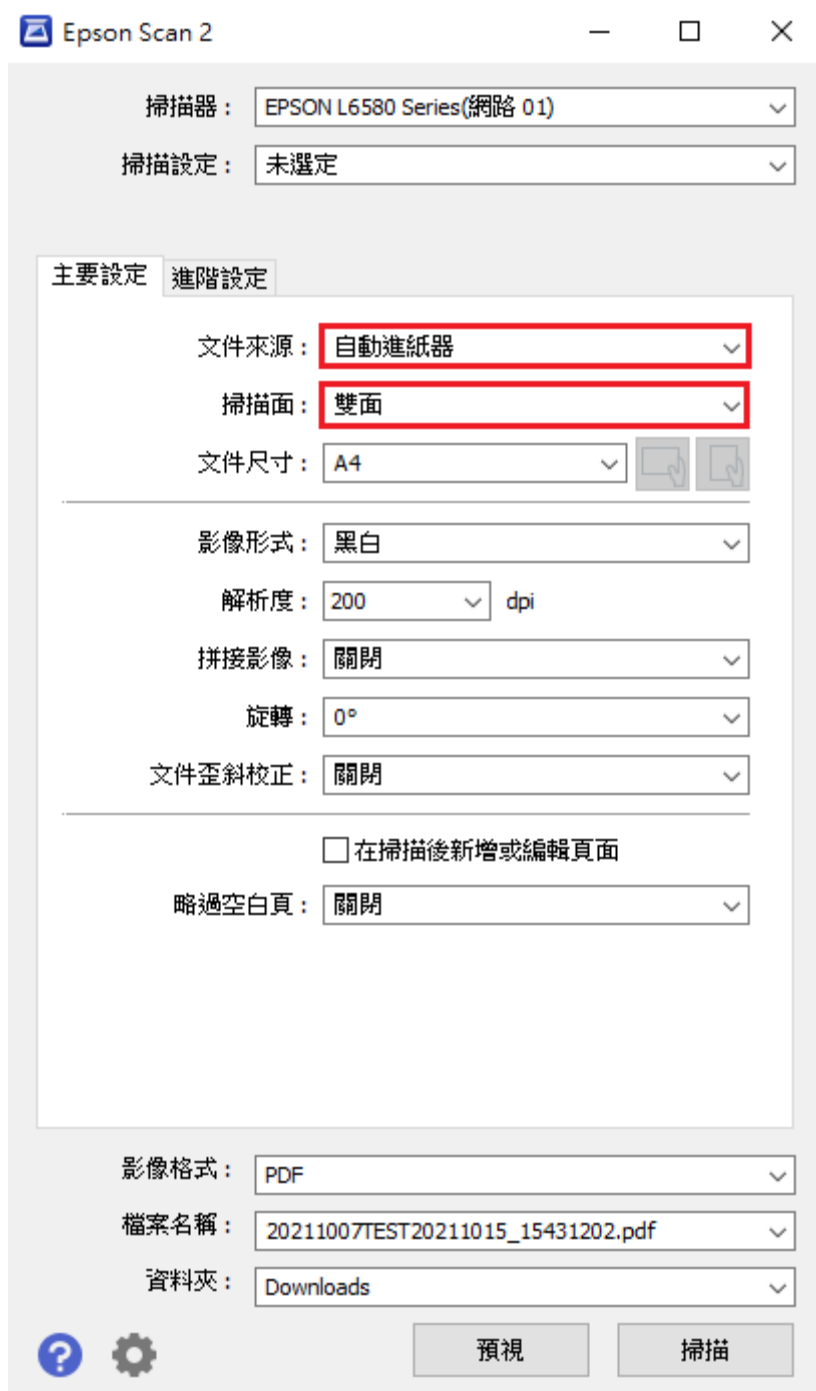 Epson Scan 2
掃描器： EPSON L6580 Series(網路 01)
掃描設定： 未選定
主要設定 進階設定
文件來源： 自動進紙器
掃描面： 雙面
文件尺寸： A4
影像形式： 黑白
解析度： 200 dpi
拼接影像： 關閉
旋轉： 0°
文件歪斜校正： 關閉
在掃描後新增或編輯頁面
略過空白頁： 關閉
影像格式： PDF
檔案名稱： 20211007TEST20211015_15431202.pdf
資料夾： Downloads
? 預視 掃描